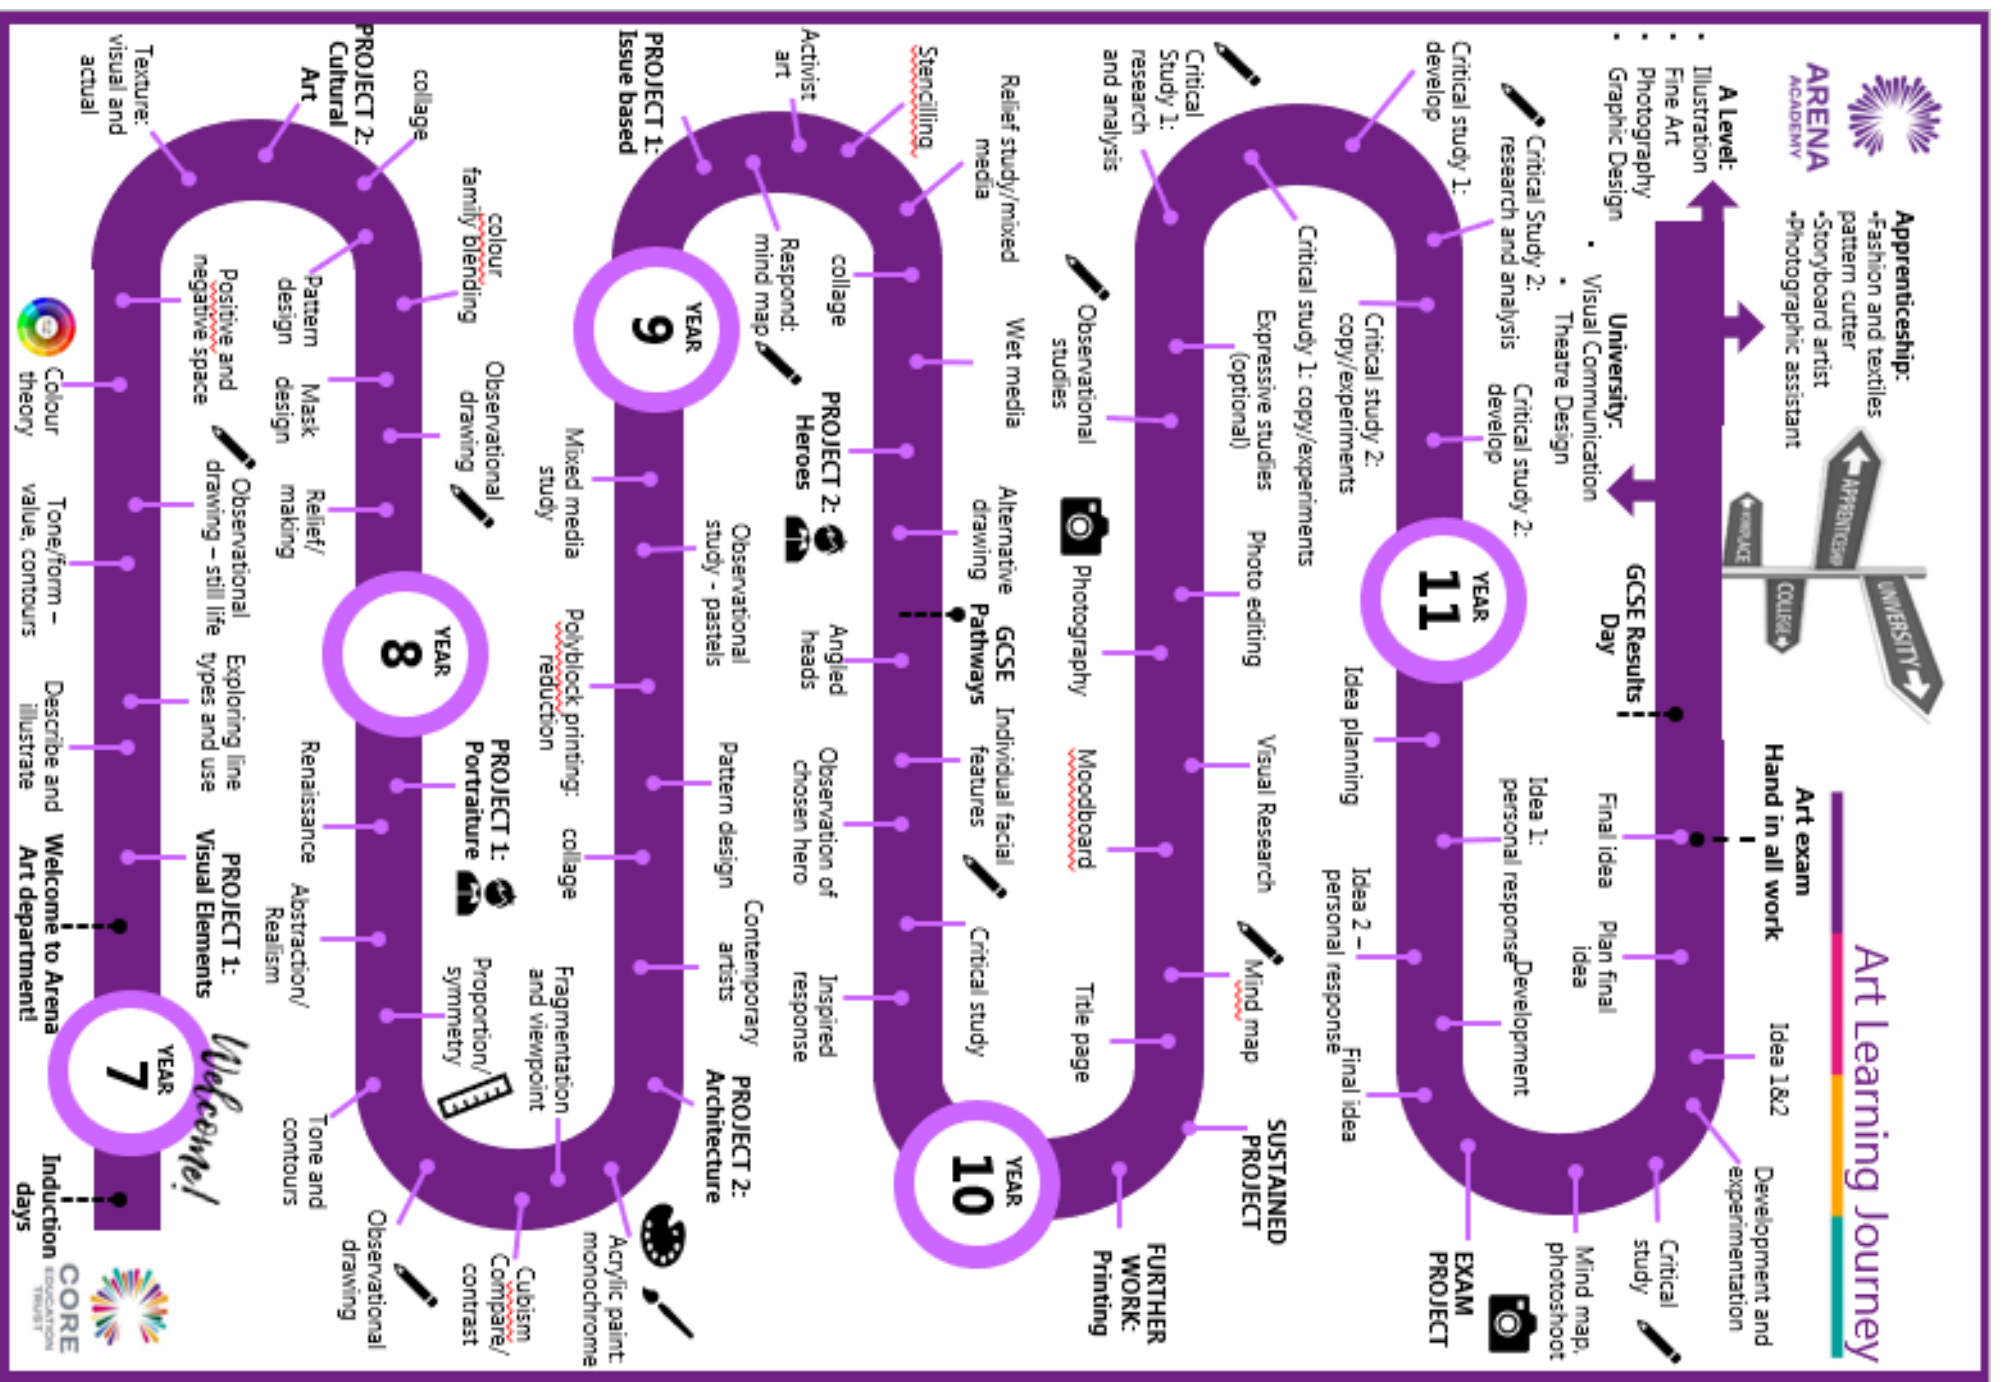 Art Learning Journey
ARENA
ACADEMY
Apprenticeship:
•Fashion and textiles
pattern cutter
•Storyboard artist
•Photographic assistant
A Level:
• Illustration
• Fine Art
• Photography
• Graphic Design
University:
• Visual Communication
• Theatre Design
APPRENTICESHIP
WORKPLACE
COLLEGE
UNIVERSITY
GCSE Results
Day
Art exam
Hand in all work
Final idea
Plan final
idea
Idea 1&2
Development and
experimentation
Critical
study
Mind map,
photoshoot
EXAM
PROJECT
Final idea
Development
Idea 2 –
personal response
Idea 1:
personal response
Idea planning
YEAR
11
Critical study 2:
develop
Critical study 2:
copy/experiments
Critical Study 2:
research and analysis
Critical study 1:
develop
Critical study 1: copy/experiments
Critical
Study 1:
research
and analysis
Expressive studies
(optional)
Observational
studies
Photo editing
Photography
Visual Research
Moodboard
Mind map
Title page
SUSTAINED
PROJECT
FURTHER
WORK:
Printing
YEAR
10
Critical study
Inspired
response
Observation of
chosen hero
Individual facial
features
Angled
heads
GCSE
Pathways
Alternative
drawing
PROJECT 2:
Heroes
Wet media
collage
Relief study/mixed
media
Stencilling
Activist
art
Respond:
mind map
PROJECT 1:
Issue based
YEAR
9
Mixed media
study
Observational
study - pastels
Polyblock printing:
reduction
Pattern design
collage
Contemporary
artists
PROJECT 2:
Architecture
Acrylic paint:
monochrome
Fragmentation
and viewpoint
Cubism
Compare/
contrast
Observational
drawing
Tone and
contours
Proportion/
symmetry
Abstraction/
Realism
Renaissance
PROJECT 1:
Portraiture
YEAR
8
Relief/
making
Observational
drawing
Mask
design
colour
family blending
Pattern
design
collage
PROJECT 2:
Cultural
Art
Texture:
visual and
actual
Positive and
negative space
Colour
theory
Observational
drawing – still life
Tone/form –
value, contours
Exploring line
types and use
Describe and
illustrate
PROJECT 1:
Visual Elements
Welcome to Arena
Art department!
YEAR
7
Welcome!
Induction
days
CORE
EDUCATION
TRUST